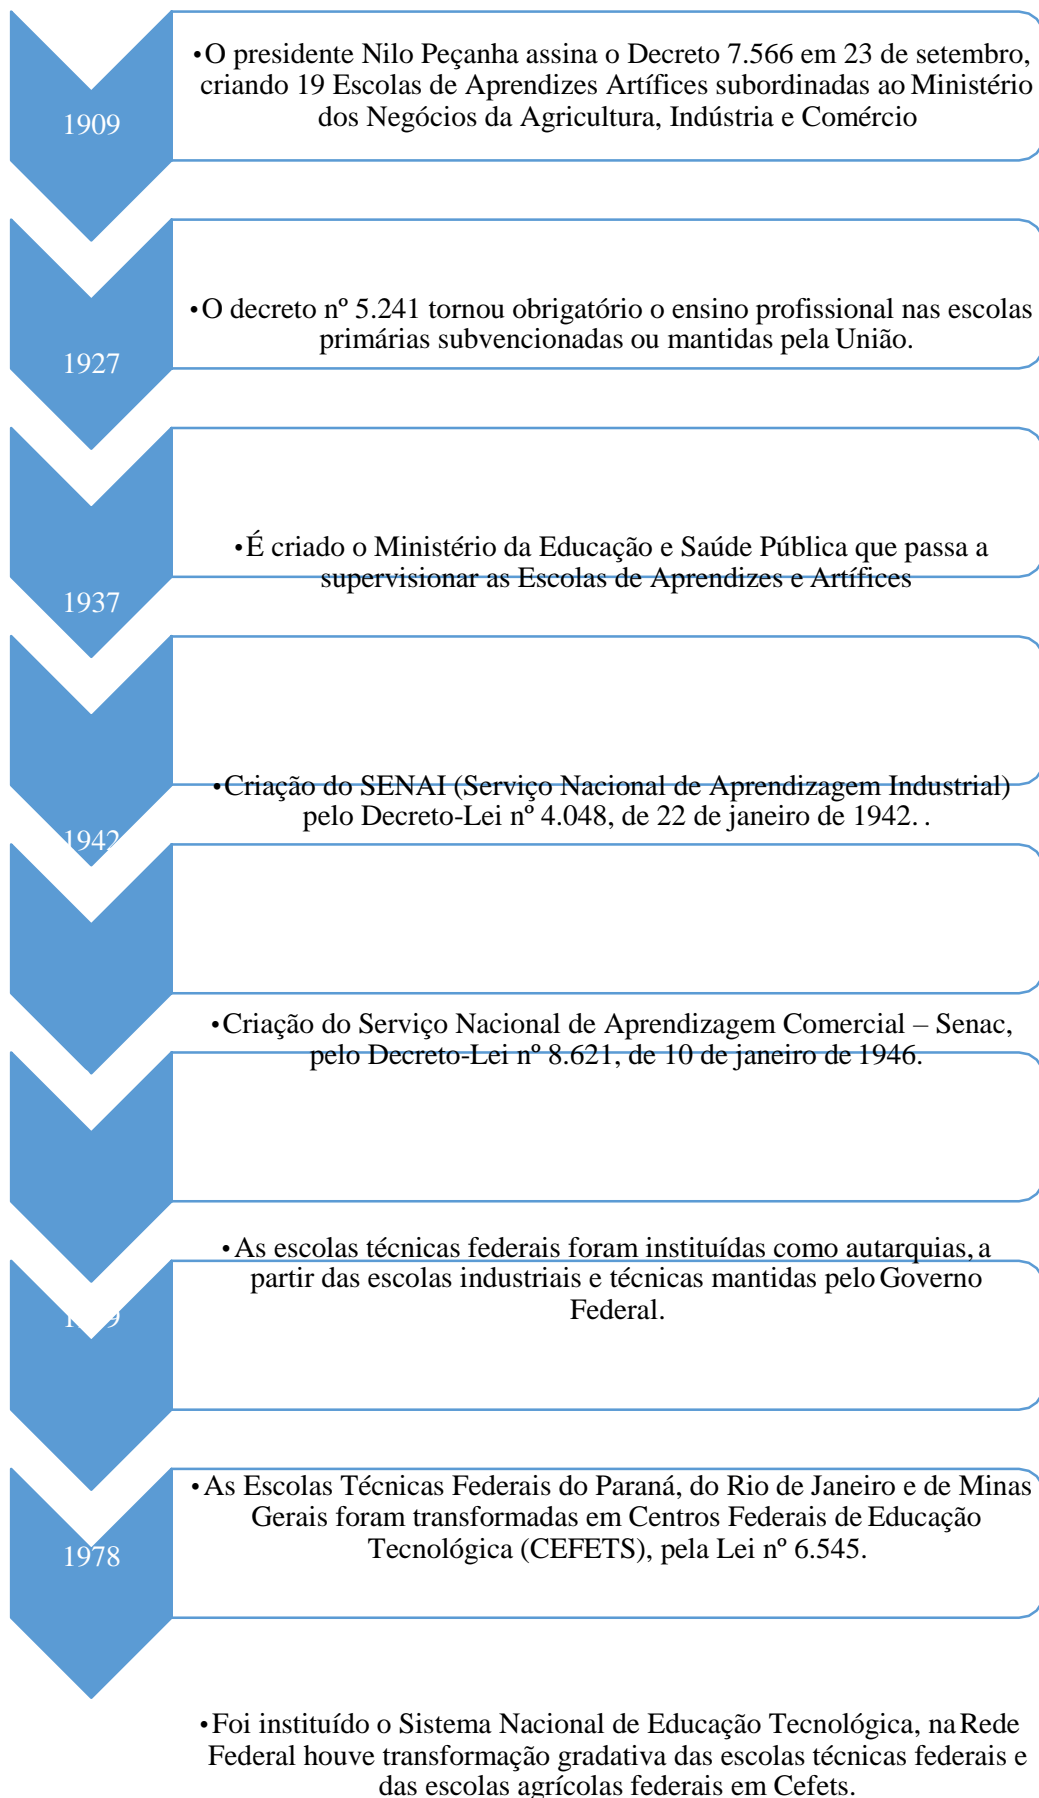 •O presidente Nilo Peçanha assina o Decreto 7.566 em 23 de setembro,
criando 19 Escolas de Aprendizes Artífices subordinadas ao Ministério
dos Negócios da Agricultura, Indústria e Comércio
1909
•O decreto nº 5.241 tornou obrigatório o ensino profissional nas escolas
primárias subvencionadas ou mantidas pela União.
1927
•É criado o Ministério da Educação e Saúde Pública que passa a
supervisionar as Escolas de Aprendizes e Artífices
1937
•Criação do SENAI (Serviço Nacional de Aprendizagem Industrial)
pelo Decreto-Lei nº 4.048, de 22 de janeiro de 1942. .
1942
•Criação do Serviço Nacional de Aprendizagem Comercial – Senac,
pelo Decreto-Lei nº 8.621, de 10 de janeiro de 1946.
•As escolas técnicas federais foram instituídas como autarquias, a
partir das escolas industriais e técnicas mantidas pelo Governo
Federal.
•As Escolas Técnicas Federais do Paraná, do Rio de Janeiro e de Minas
Gerais foram transformadas em Centros Federais de Educação
Tecnológica (CEFETS), pela Lei nº 6.545.
1978
•Foi instituído o Sistema Nacional de Educação Tecnológica, na Rede
Federal houve transformação gradativa das escolas técnicas federais e
das escolas agrícolas federais em Cefets.